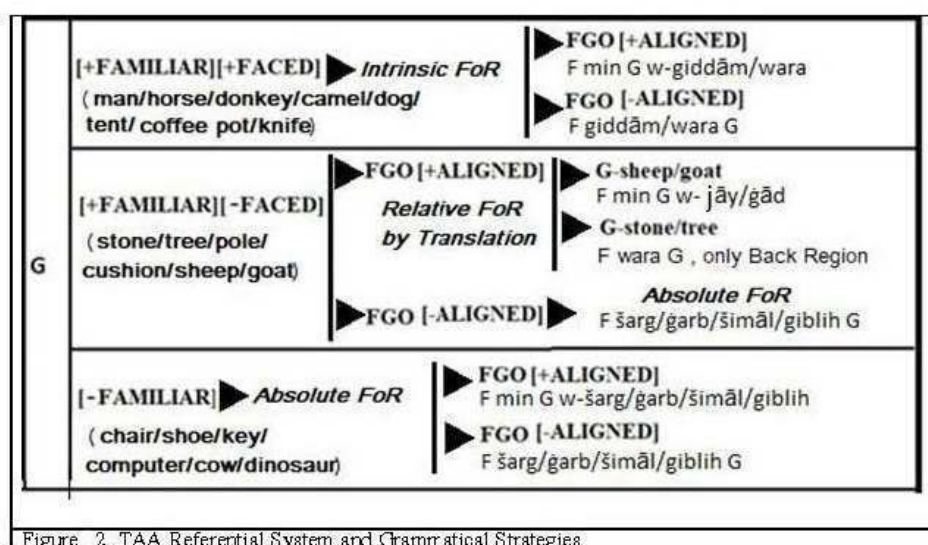 G
[+FAMILIAR][+FACED] ▶ Intrinsic FoR
(man/horse/donkey/camel/dog/
tent/ coffee pot/knife)
▶ FGO [+ALIGNED]
F min G w-giddām/wara
▶ FGO [-ALIGNED]
F giddām/wara G
[+FAMILIAR][-FACED]
(stone/tree/pole/
cushion/sheep/goat)
▶ FGO [+ALIGNED]
Relative FoR
by Translation
▶ G-sheep/goat
F min G w- jāy/ġād
▶ G-stone/tree
F wara G , only Back Region
▶ FGO [-ALIGNED] ▶ Absolute FoR
F šarg/ġarb/šimāl/giblih G
[-FAMILIAR] ▶ Absolute FoR
(chair/shoe/key/
computer/cow/dinosaur)
▶ FGO [+ALIGNED]
F min G w-šarg/ġarb/šimāl/giblih
▶ FGO [-ALIGNED]
F šarg/ġarb/šimāl/giblih G
Figure 2. TAA Referential System and Grammatical Strategies